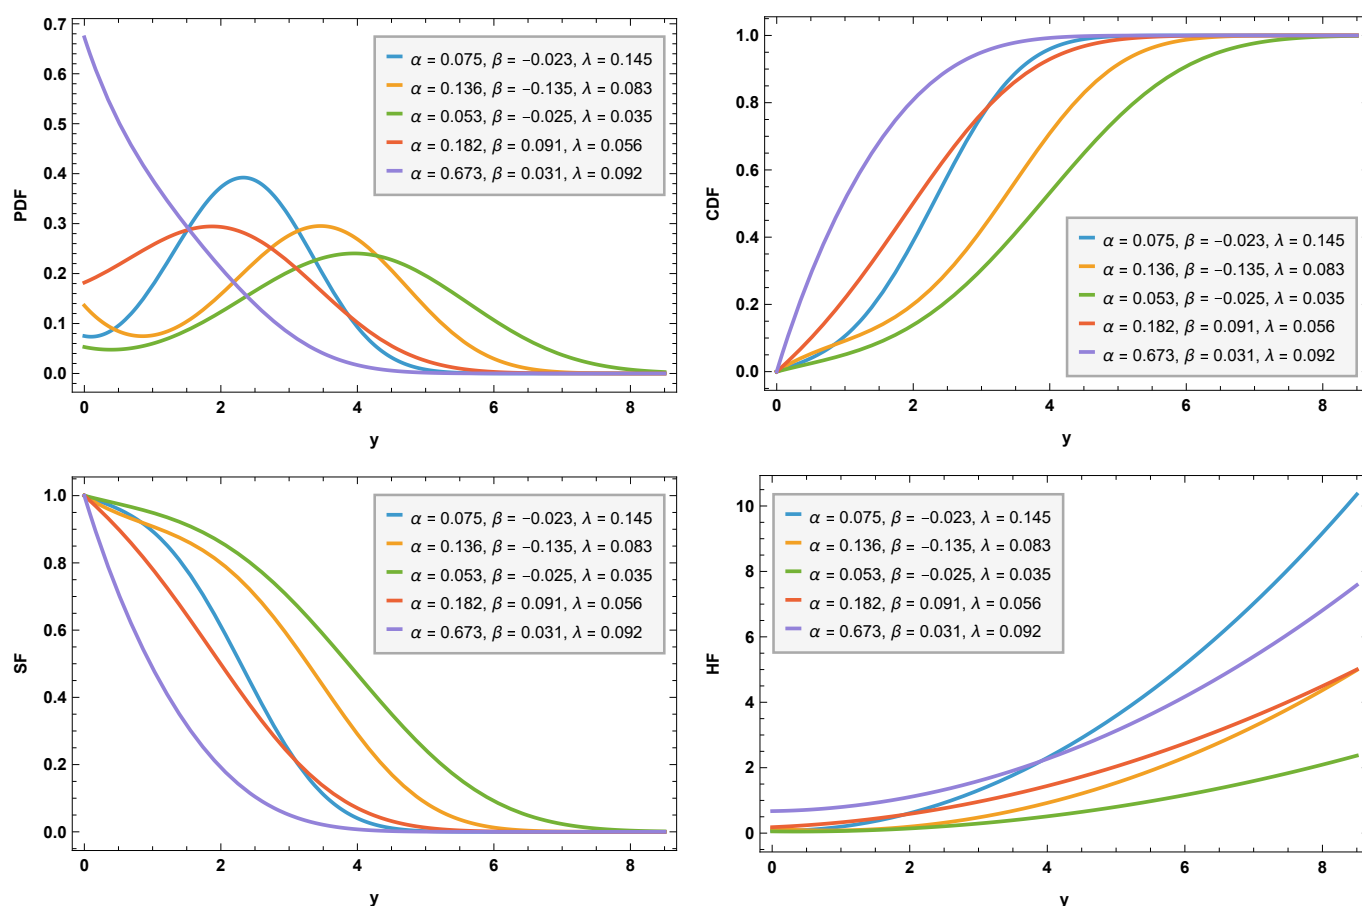 0.7
0.6
0.5
0.4
0.3
0.2
0.1
0.0
PDF
α = 0.075, β = −0.023, λ = 0.145
α = 0.136, β = −0.135, λ = 0.083
α = 0.053, β = −0.025, λ = 0.035
α = 0.182, β = 0.091, λ = 0.056
α = 0.673, β = 0.031, λ = 0.092
0 2 4 6 8
y
1.0
0.8
0.6
0.4
0.2
0.0
CDF
α = 0.075, β = −0.023, λ = 0.145
α = 0.136, β = −0.135, λ = 0.083
α = 0.053, β = −0.025, λ = 0.035
α = 0.182, β = 0.091, λ = 0.056
α = 0.673, β = 0.031, λ = 0.092
0 2 4 6 8
y
1.0
0.8
0.6
0.4
0.2
0.0
SF
α = 0.075, β = −0.023, λ = 0.145
α = 0.136, β = −0.135, λ = 0.083
α = 0.053, β = −0.025, λ = 0.035
α = 0.182, β = 0.091, λ = 0.056
α = 0.673, β = 0.031, λ = 0.092
0 2 4 6 8
y
10
8
6
4
2
0
HF
α = 0.075, β = −0.023, λ = 0.145
α = 0.136, β = −0.135, λ = 0.083
α = 0.053, β = −0.025, λ = 0.035
α = 0.182, β = 0.091, λ = 0.056
α = 0.673, β = 0.031, λ = 0.092
0 2 4 6 8
y